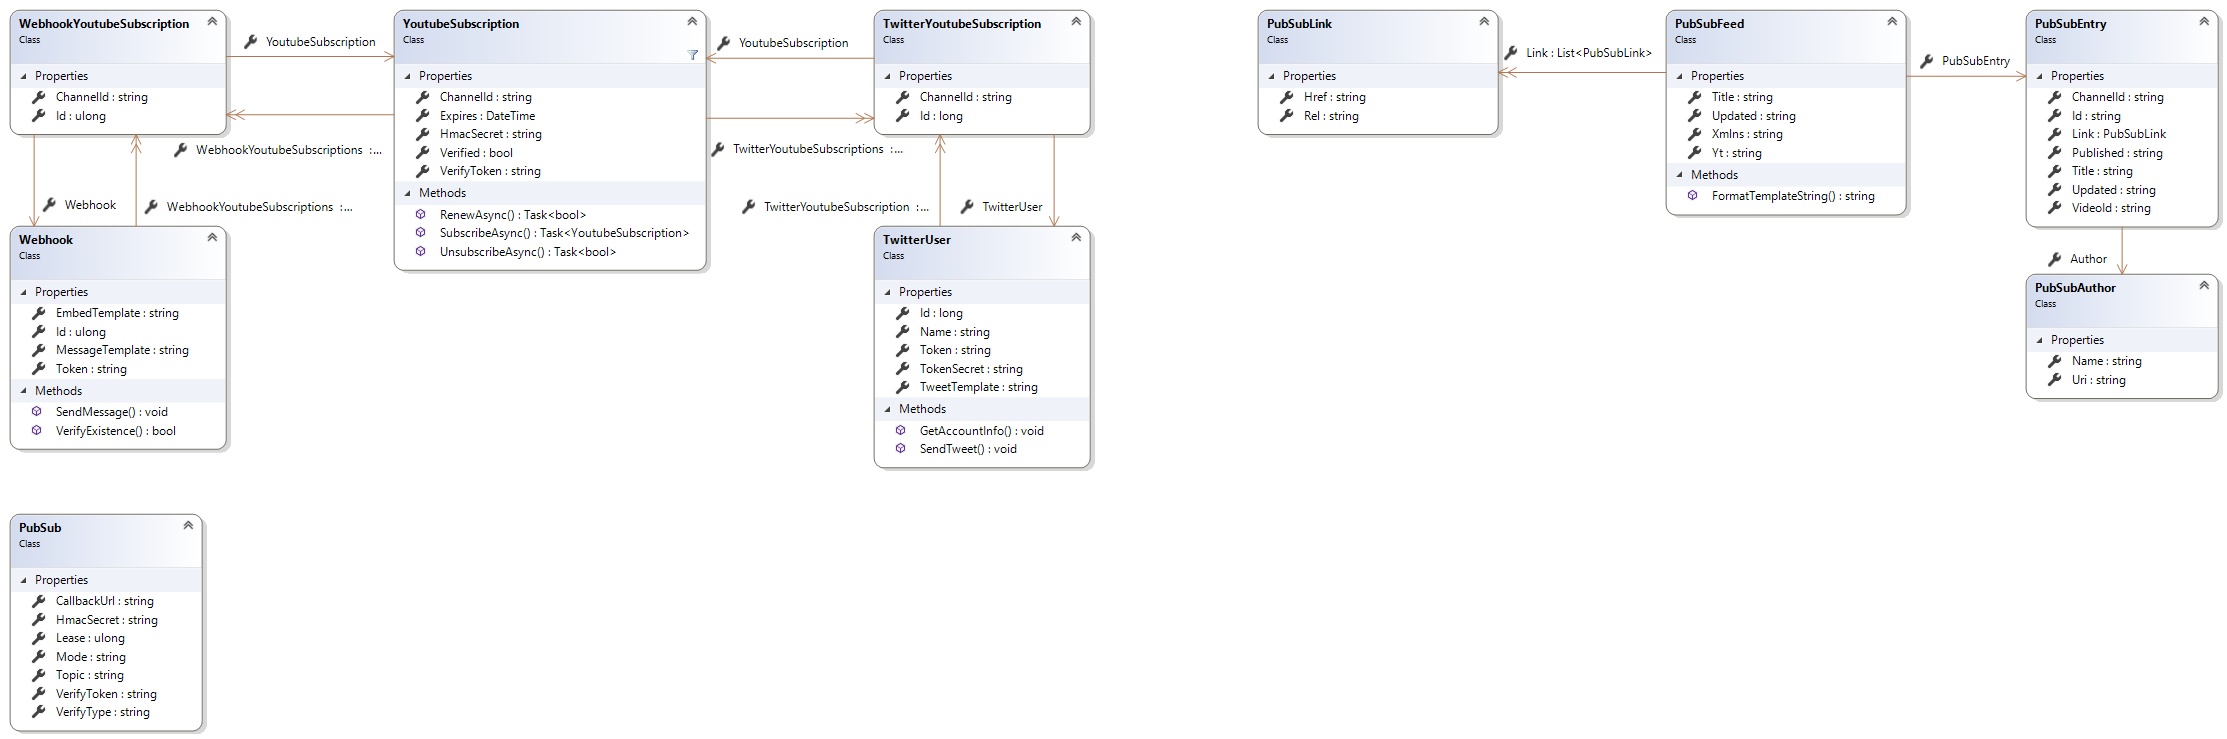 WebhookYoutubeSubscription
Class
Properties
ChannelId : string
Id : ulong
YoutubeSubscription
WebhookYoutubeSubscriptions :...
Webhook
WebhookYoutubeSubscriptions :...
YoutubeSubscription
Class
Properties
ChannelId : string
Expires : DateTime
HmacSecret : string
Verified : bool
VerifyToken : string
Methods
RenewAsync() : Task<bool>
SubscribeAsync() : Task<YoutubeSubscription>
UnsubscribeAsync() : Task<bool>
YoutubeSubscription
TwitterYoutubeSubscriptions :...
TwitterYoutubeSubscription
Class
Properties
ChannelId : string
Id : long
TwitterYoutubeSubscription :...
TwitterUser
Webhook
Class
Properties
EmbedTemplate : string
Id : ulong
MessageTemplate : string
Token : string
Methods
SendMessage() : void
VerifyExistence() : bool
TwitterUser
Class
Properties
Id : long
Name : string
Token : string
TokenSecret : string
TweetTemplate : string
Methods
GetAccountInfo() : void
SendTweet() : void
PubSub
Class
Properties
CallbackUrl : string
HmacSecret : string
Lease : ulong
Mode : string
Topic : string
VerifyToken : string
VerifyType : string
PubSubLink
Class
Properties
Href : string
Rel : string
Link : List<PubSubLink>
PubSubFeed
Class
Properties
Title : string
Updated : string
Xmlns : string
Yt : string
Methods
FormatTemplateString() : string
PubSubEntry
PubSubEntry
Class
Properties
ChannelId : string
Id : string
Link : PubSubLink
Published : string
Title : string
Updated : string
VideoId : string
Author
PubSubAuthor
Class
Properties
Name : string
Uri : string